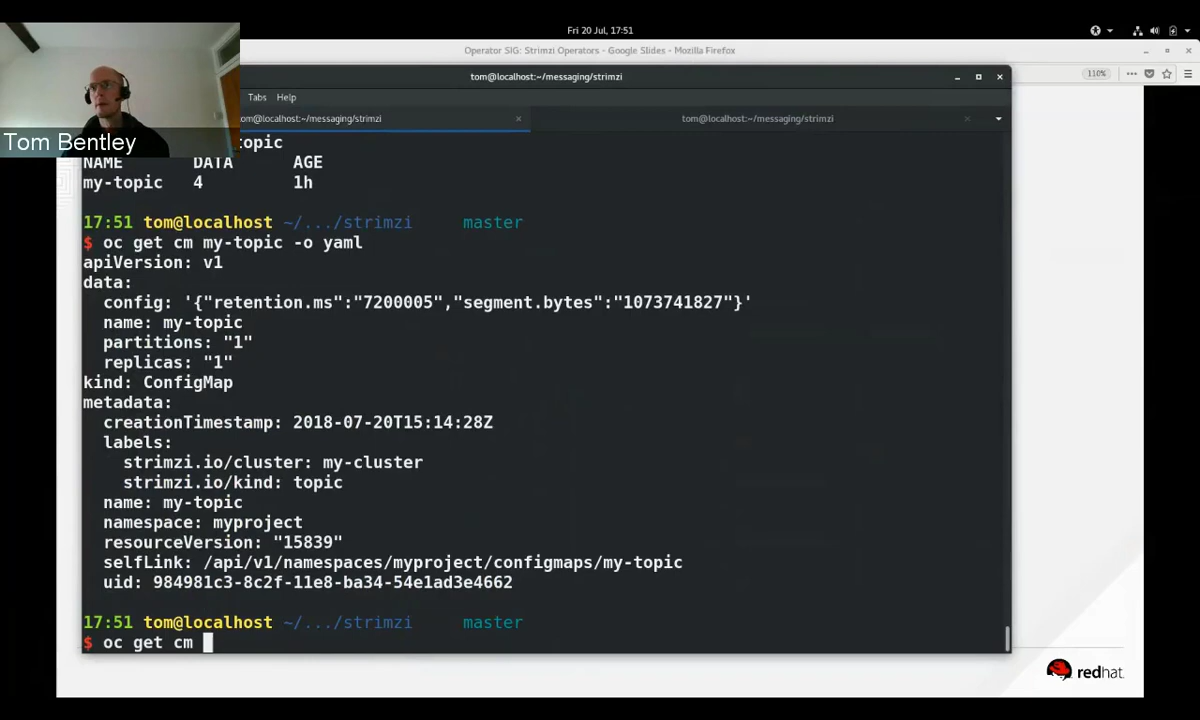 Fri 20 Jul, 17:51
Operator SIG: Strimzi Operators - Google Slides - Mozilla Firefox
tom@localhost:~/messaging/strimzi
110%
Tabs Help
tom@localhost:~/messaging/strimzi
tom@localhost:~/messaging/strimzi
Tom Bentley
topic
NAME DATA AGE
my-topic 4 1h
17:51 tom@localhost ~/.../strimzi master
$ oc get cm my-topic -o yaml
apiVersion: v1
data:
config: '{"retention.ms":"7200005","segment.bytes":"1073741827"}'
name: my-topic
partitions: "1"
replicas: "1"
kind: ConfigMap
metadata:
creationTimestamp: 2018-07-20T15:14:28Z
labels:
strimzi.io/cluster: my-cluster
strimzi.io/kind: topic
name: my-topic
namespace: myproject
resourceVersion: "15839"
selfLink: /api/v1/namespaces/myproject/configmaps/my-topic
uid: 984981c3-8c2f-11e8-ba34-54e1ad3e4662
17:51 tom@localhost ~/.../strimzi master
$ oc get cm
redhat.